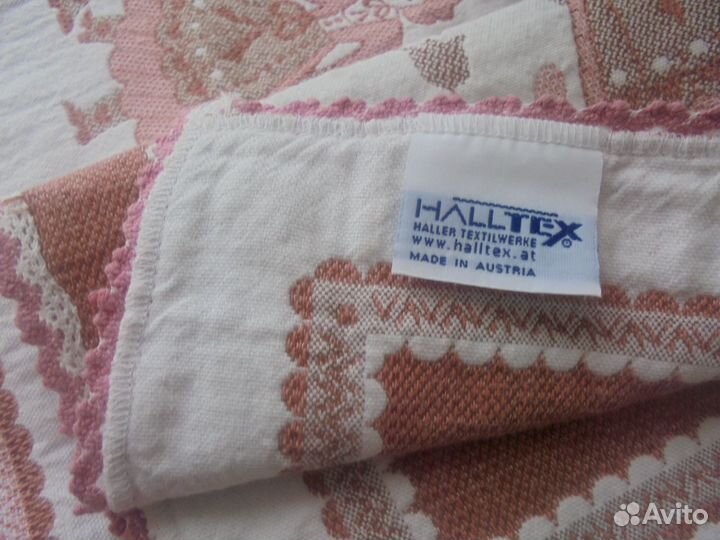 HALLTEX®
HALLER TEXTILWERKE
www.halltex.at
MADE IN AUSTRIA
Avito